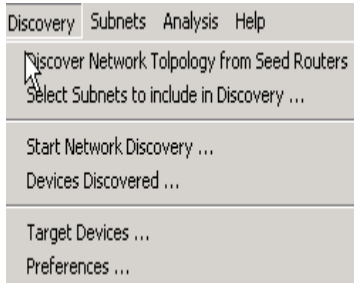 Discovery Subnets Analysis Help
Discover Network Tolpology from Seed Routers
Select Subnets to include in Discovery ...
Start Network Discovery ...
Devices Discovered ...
Target Devices ...
Preferences ...